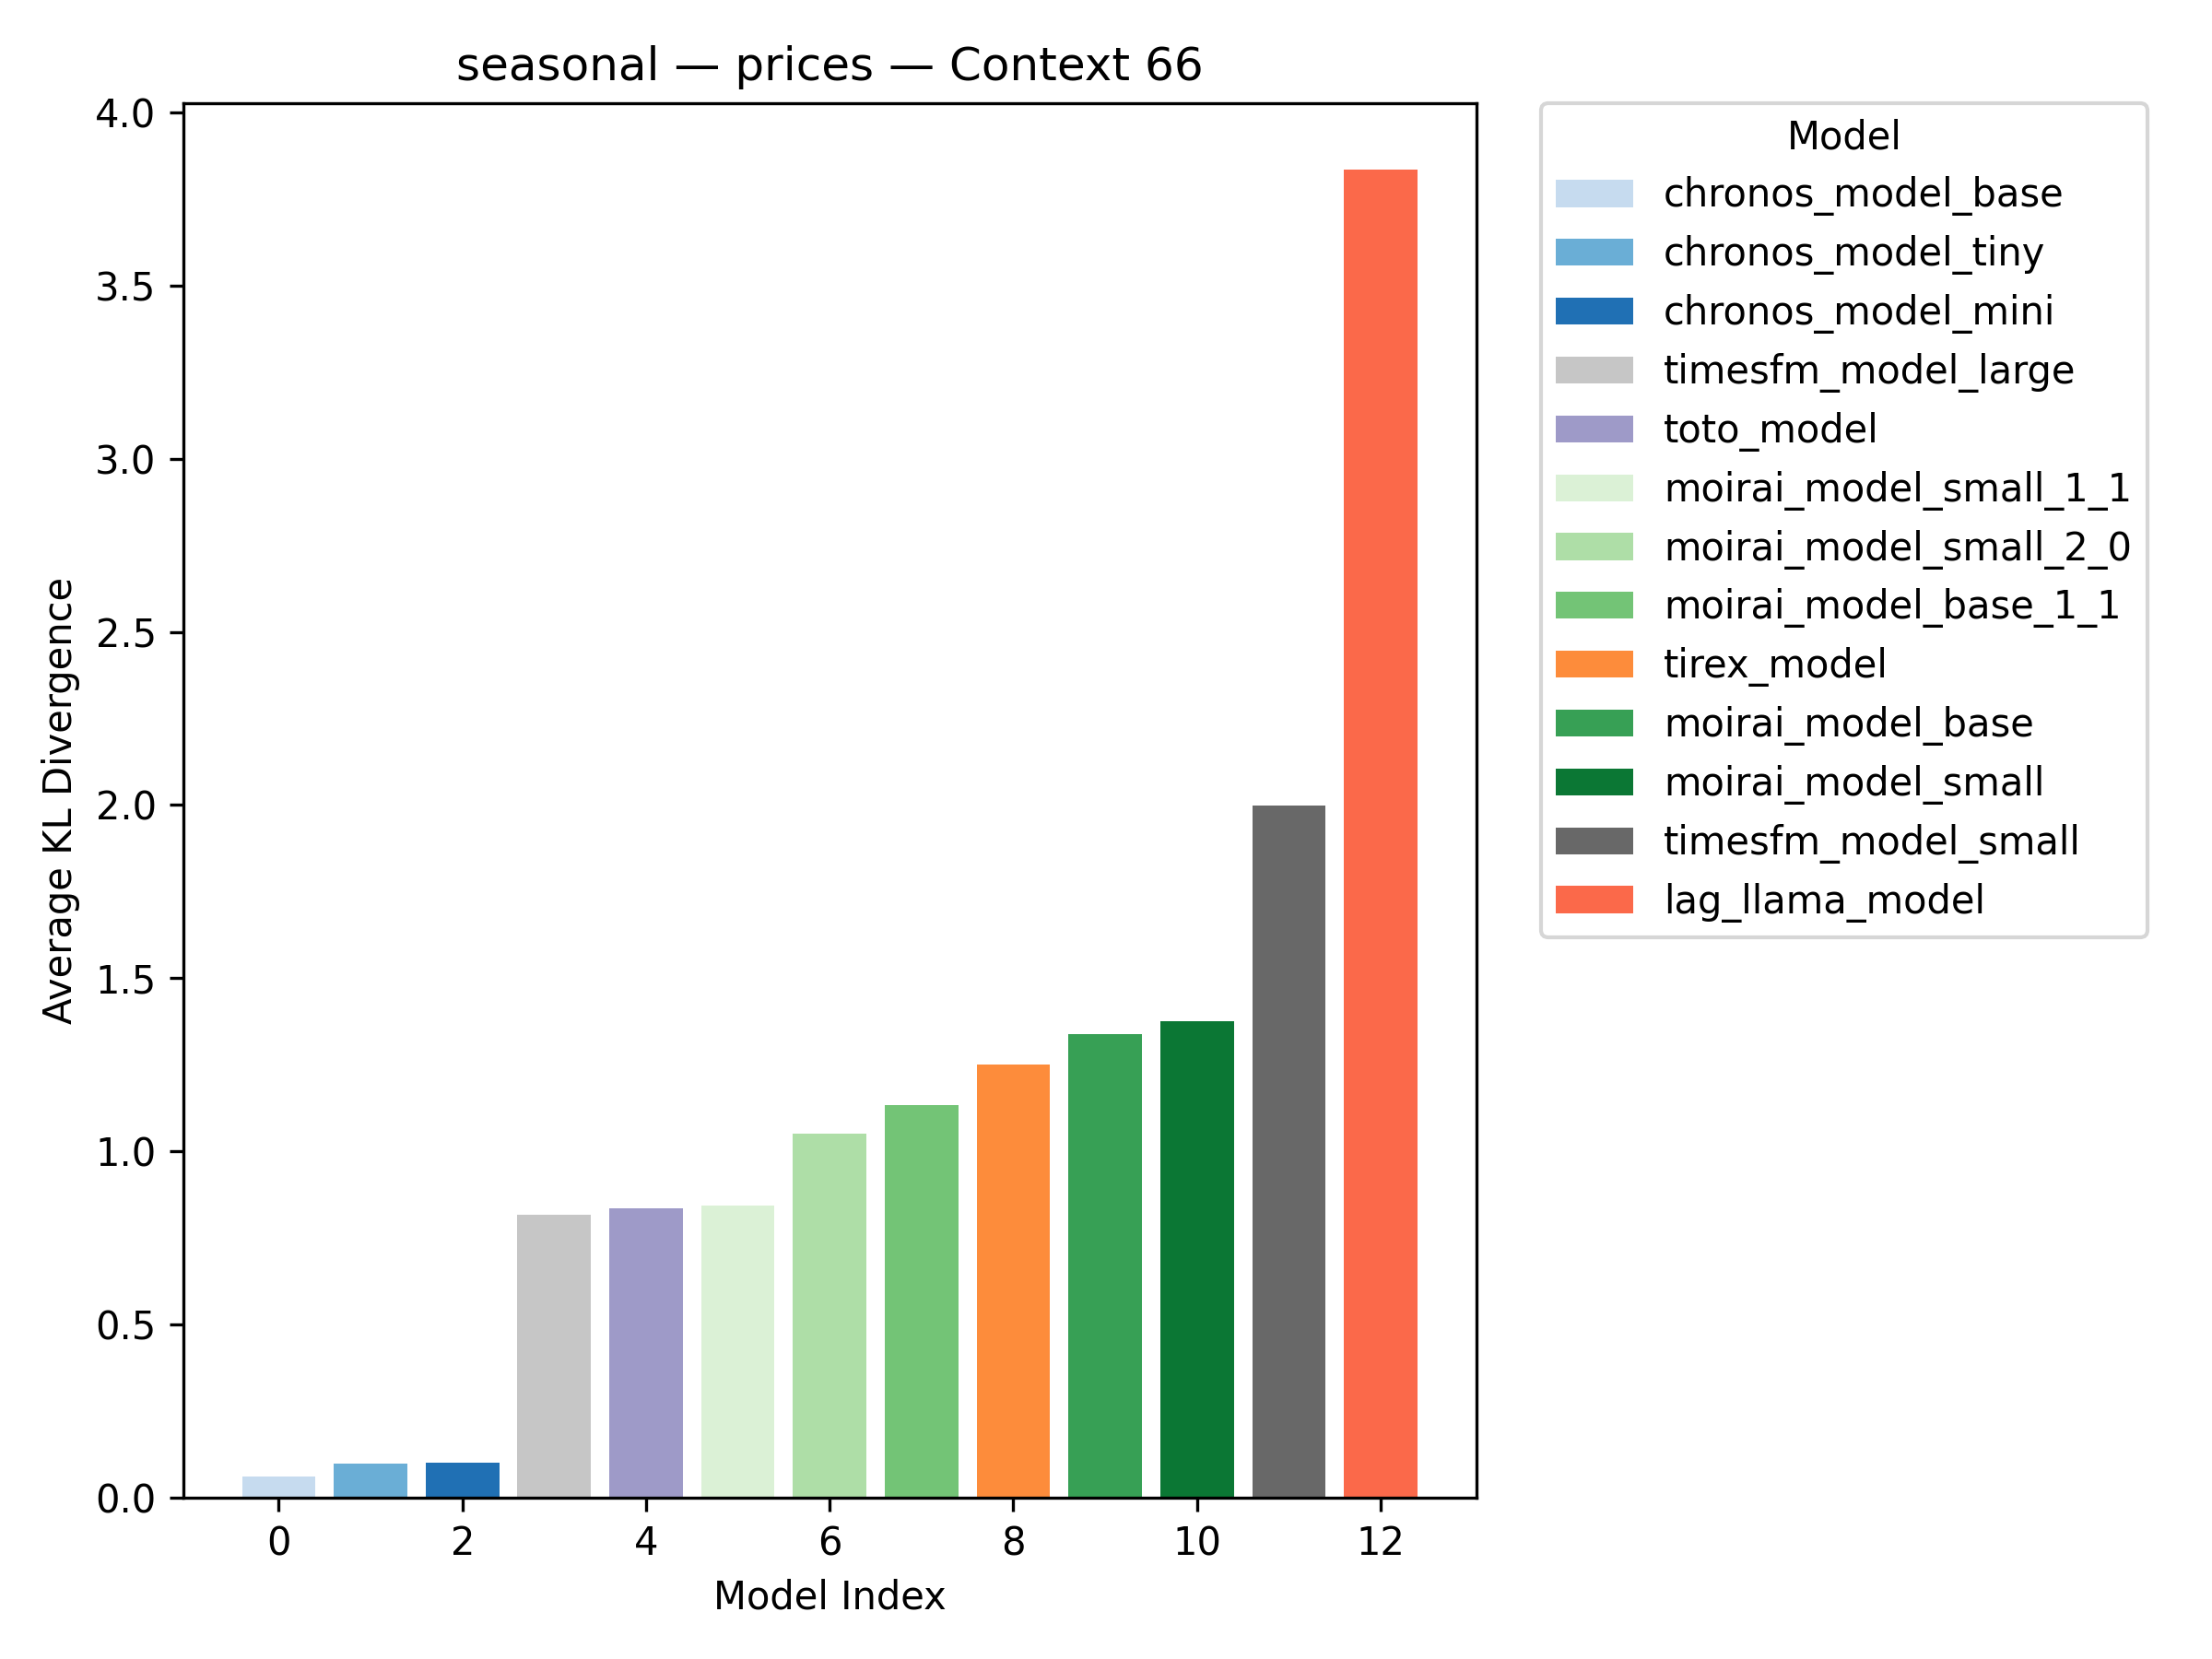 seasonal — prices — Context 66
4.0
3.5
3.0
2.5
2.0
1.5
1.0
0.5
0.0
Average KL Divergence
0 2 4 6 8 10 12
Model Index
Model
chronos_model_base
chronos_model_tiny
chronos_model_mini
timesfm_model_large
toto_model
moirai_model_small_1_1
moirai_model_small_2_0
moirai_model_base_1_1
tirex_model
moirai_model_base
moirai_model_small
timesfm_model_small
lag_llama_model